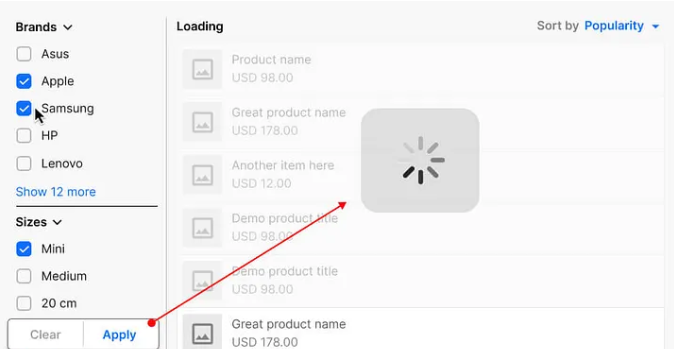 Brands
Asus
Apple
Samsung
HP
Lenovo
Show 12 more
Sizes
Mini
Medium
20 cm
Clear
Apply
Loading
Sort by Popularity
Product name
USD 98.00
Great product name
USD 178.00
Another item here
USD 12.00
Demo product title
USD 98.00
Demo product title
USD 98.00
Great product name
USD 178.00